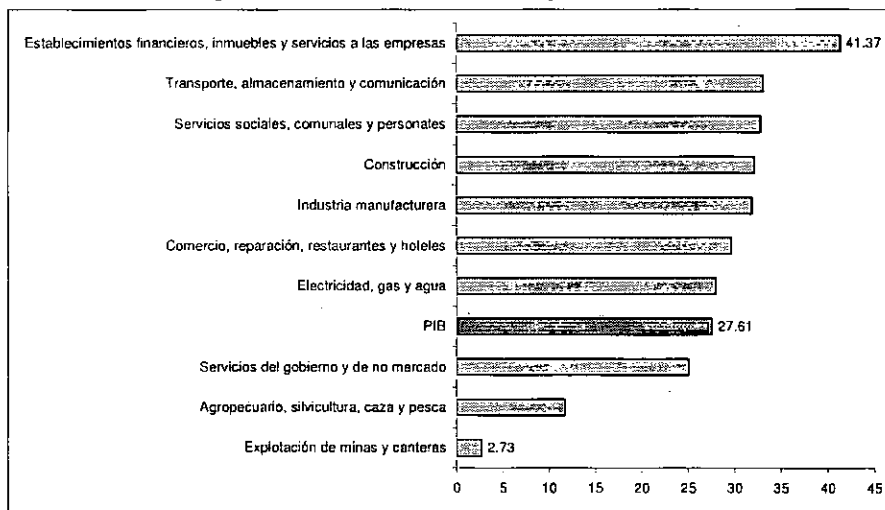 Establecimientos financieros, inmuebles y servicios a las empresas 41.37
Transporte, almacenamiento y comunicación
Servicios sociales, comunales y personales
Construcción
Industria manufacturera
Comercio, reparación, restaurantes y hoteles
Electricidad, gas y agua
PIB 27.61
Servicios del gobierno y de no mercado
Agropecuario, silvicultura, caza y pesca
Explotación de minas y canteras 2.73
0 5 10 15 20 25 30 35 40 45